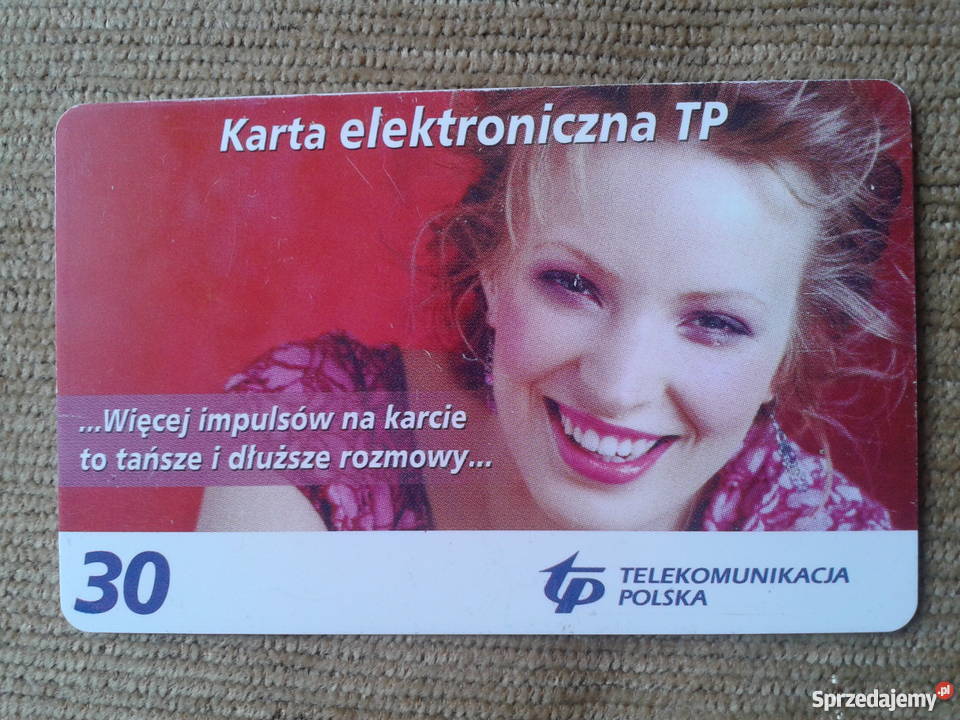 Karta elektroniczna TP
...Więcej impulsów na karcie
to tańsze i dłuższe rozmowy...
30
tp TELEKOMUNIKACJA
POLSKA
Sprzedajemy.pl